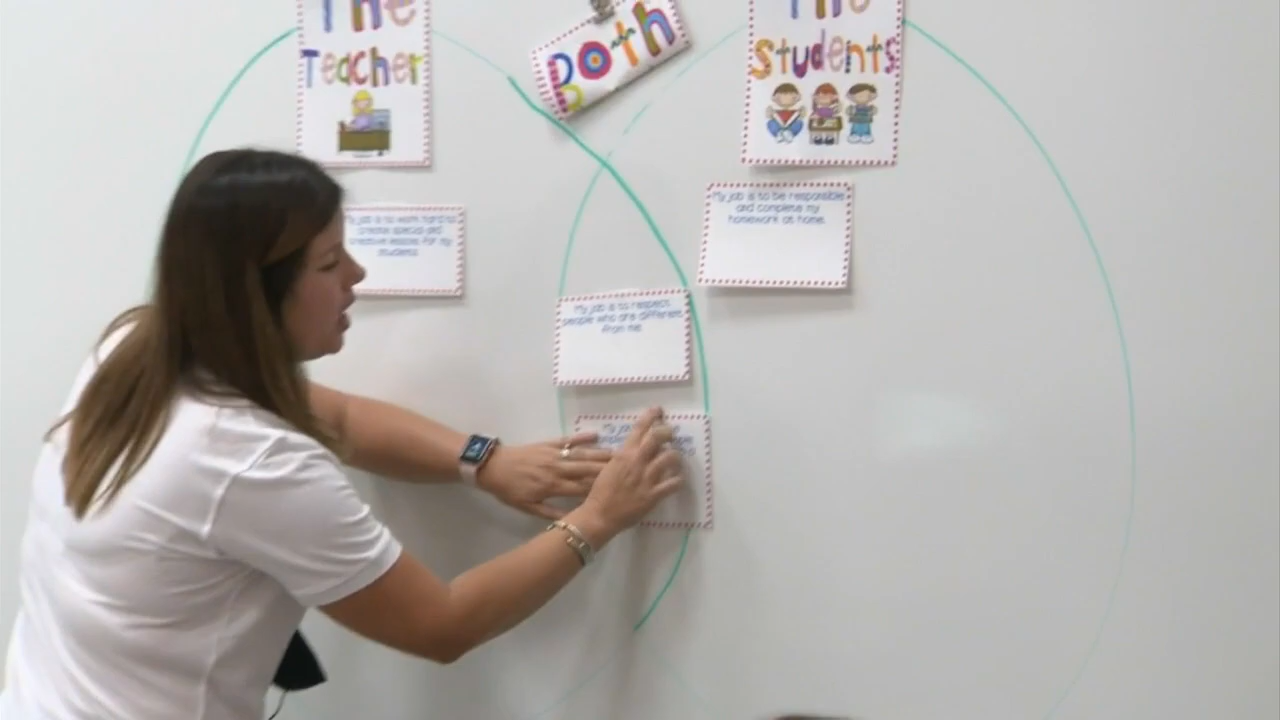 The
Teacher
Both
The
Students
My job is to work hard to
create special and
creative lessons for my
students.
My job is to be responsible
and complete my
homework at home.
My job is to respect
people who are different
from me.
My job